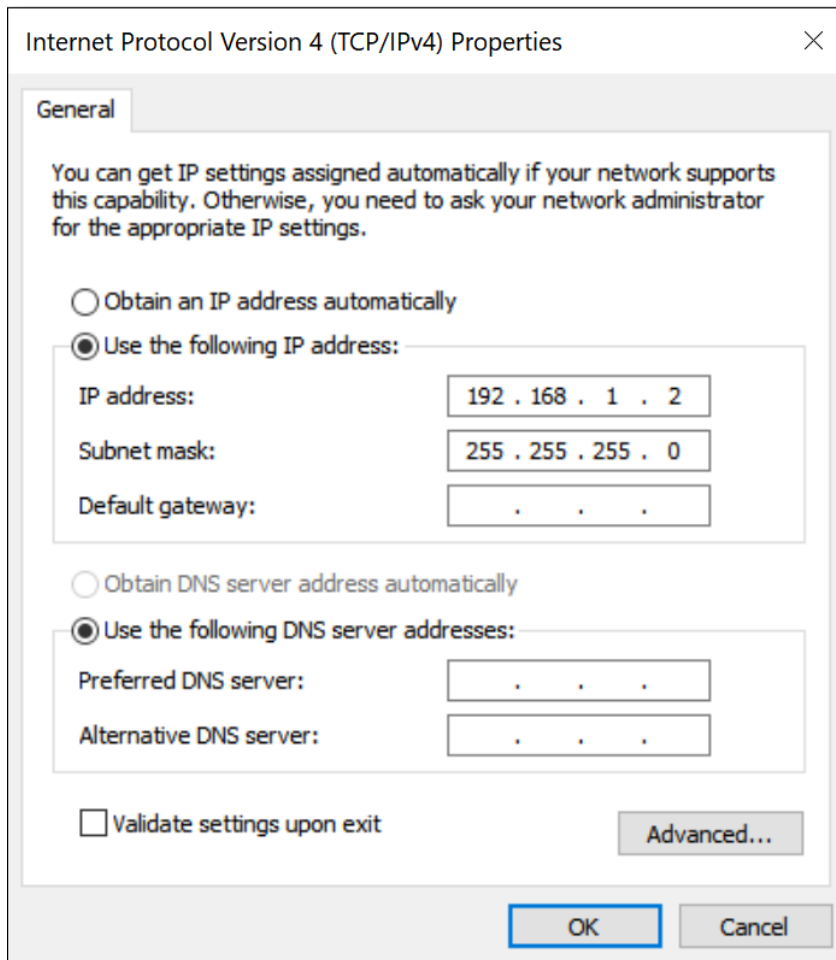 Internet Protocol Version 4 (TCP/IPv4) Properties
General
You can get IP settings assigned automatically if your network supports
this capability. Otherwise, you need to ask your network administrator
for the appropriate IP settings.
Obtain an IP address automatically
Use the following IP address:
IP address: 192 . 168 . 1 . 2
Subnet mask: 255 . 255 . 255 . 0
Default gateway: . . .
Obtain DNS server address automatically
Use the following DNS server addresses:
Preferred DNS server: . . .
Alternative DNS server: . . .
Validate settings upon exit
Advanced...
OK Cancel